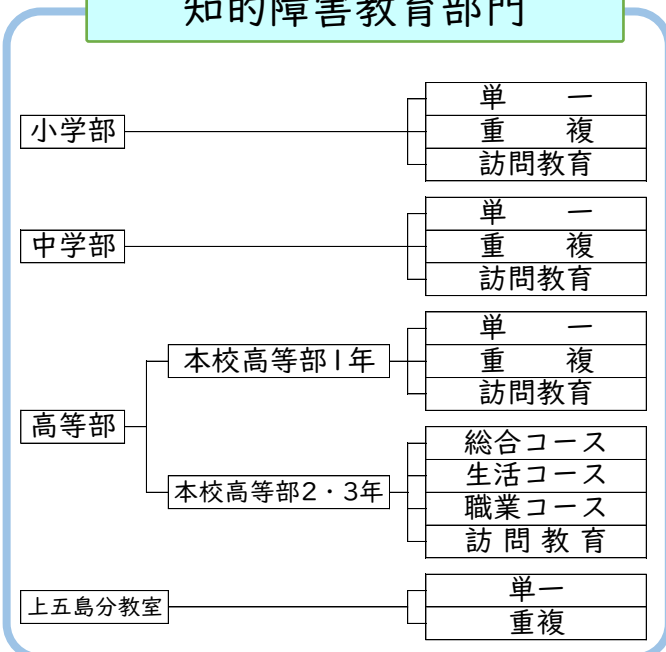 知的障害教育部門
小学部
単　一
重　複
訪問教育
中学部
単　一
重　複
訪問教育
高等部
本校高等部1年
単　一
重　複
訪問教育
本校高等部2・3年
総合コース
生活コース
職業コース
訪問教育
上五島分教室
単一
重複